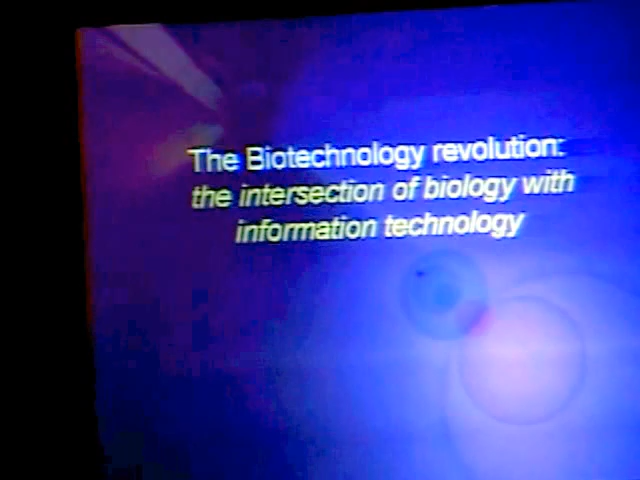 The Biotechnology revolution:
the intersection of biology with
information technology